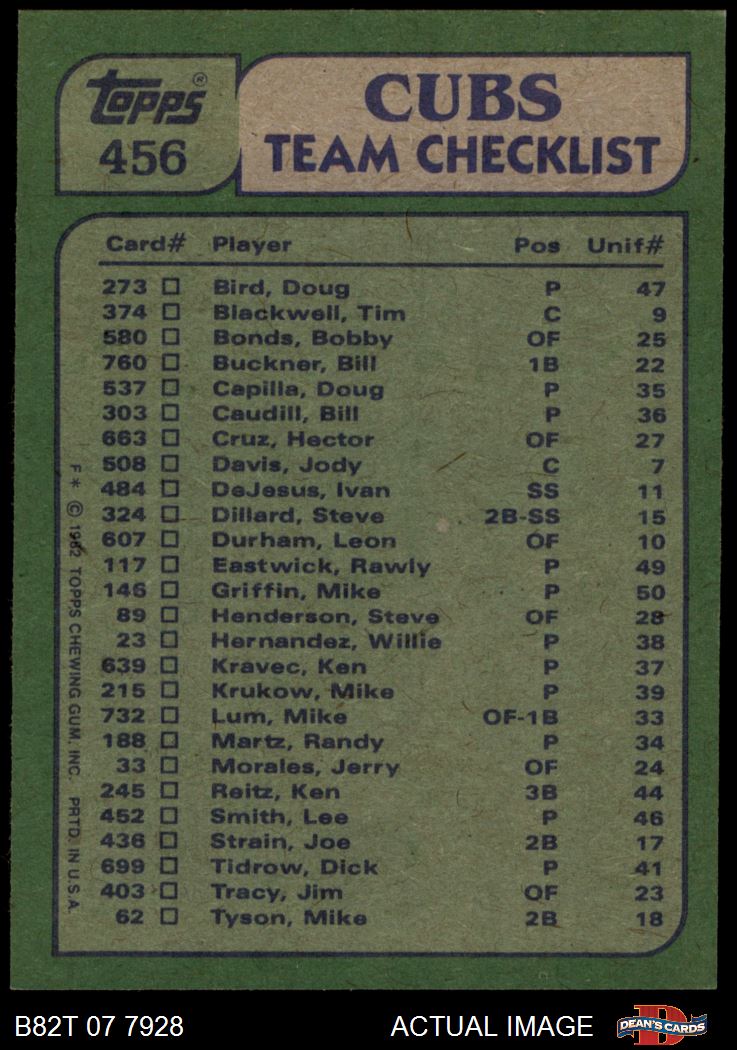 topps®
456
CUBS
TEAM CHECKLIST
Card# Player Pos Unif#
273 Bird, Doug P 47
374 Blackwell, Tim C 9
580 Bonds, Bobby OF 25
760 Buckner, Bill 1B 22
537 Capilla, Doug P 35
303 Caudill, Bill P 36
663 Cruz, Hector OF 27
508 Davis, Jody C 7
484 DeJesus, Ivan SS 11
324 Dillard, Steve 2B-SS 15
607 Durham, Leon OF 10
117 Eastwick, Rawly P 49
146 Griffin, Mike P 50
89 Henderson, Steve OF 28
23 Hernandez, Willie P 38
639 Kravec, Ken P 37
215 Krukow, Mike P 39
732 Lum, Mike OF-1B 33
188 Martz, Randy P 34
33 Morales, Jerry OF 24
245 Reitz, Ken 3B 44
452 Smith, Lee P 46
436 Strain, Joe 2B 17
699 Tidrow, Dick P 41
403 Tracy, Jim OF 23
62 Tyson, Mike 2B 18
F* © 1982 TOPPS CHEWING GUM, INC. PRTD. IN U.S.A.
B82T 07 7928 ACTUAL IMAGE
D
DEAN'S CARDS